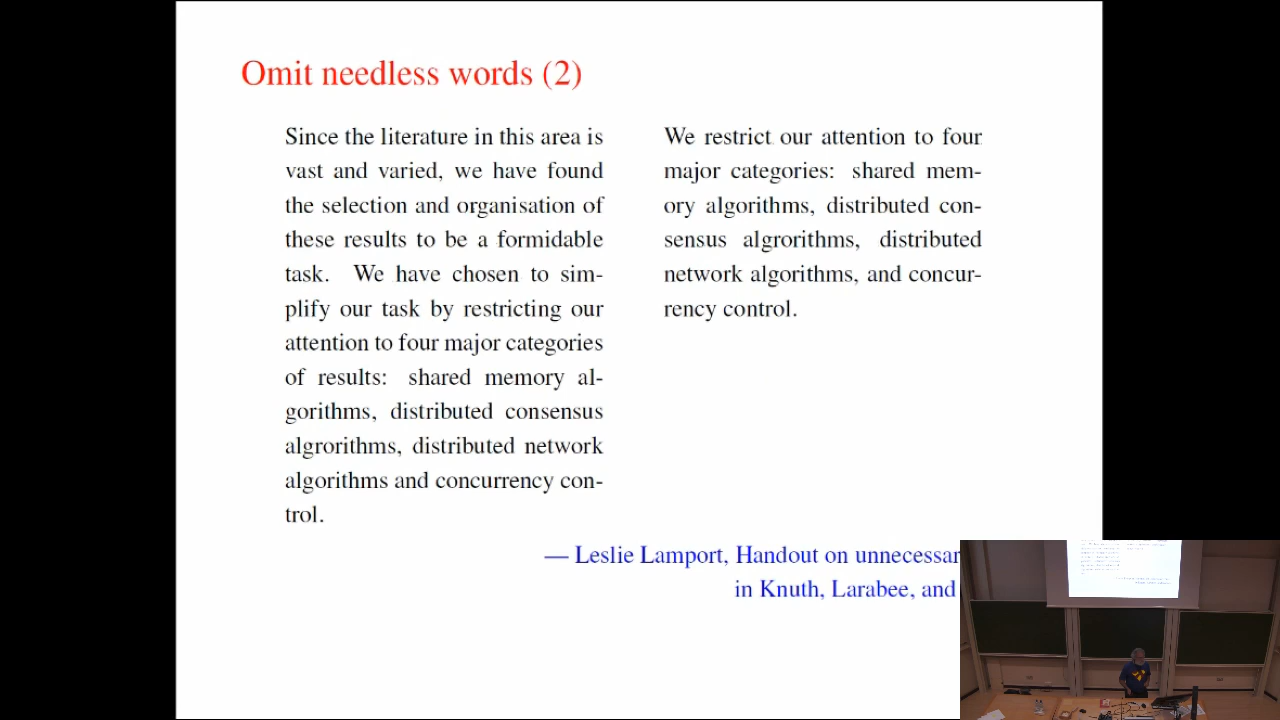 Omit needless words (2)
Since the literature in this area is
vast and varied, we have found
the selection and organisation of
these results to be a formidable
task. We have chosen to sim-
plify our task by restricting our
attention to four major categories
of results: shared memory al-
gorithms, distributed consensus
algrorithms, distributed network
algorithms and concurrency con-
trol.
We restrict our attention to four
major categories: shared mem-
ory algorithms, distributed con-
sensus algrorithms, distributed
network algorithms, and concur-
rency control.
— Leslie Lamport, Handout on unnecessar
in Knuth, Larabee, and